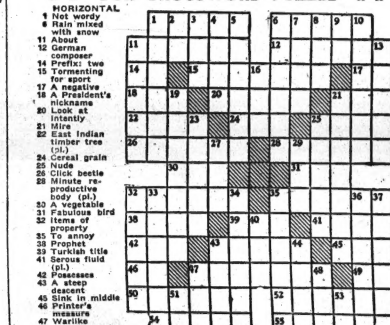 HORIZONTAL
1 Not wordy
6 Rain mixed
with snow
11 About
12 German
composer
14 Prefix: two
15 Tormenting
for sport
17 A negative
18 A President's
nickname
20 Look at
intently
21 Mire
22 East Indian
timber tree
(pl.)
24 Cereal grain
25 Nude
26 Click beetle
28 Minute re-
productive
body (pl.)
30 A vegetable
31 Fabulous bird
32 Items of
property
35 To annoy
38 Prophet
39 Turkish title
41 Serous fluid
(pl.)
42 Possesses
43 A steep
descent
45 Sink in middle
46 Printer's
measure
47 Warlike
1 2 3 4 5 6 7 8 9 10
11 12 13
14 15 16 17
18 19 20 21
22 23 24 25
26 27 28 29
30 31
32 33 34 35 36 37
38 39 40 41
42 43 44 45
46 47 48 49
50 51 52 53
54 55